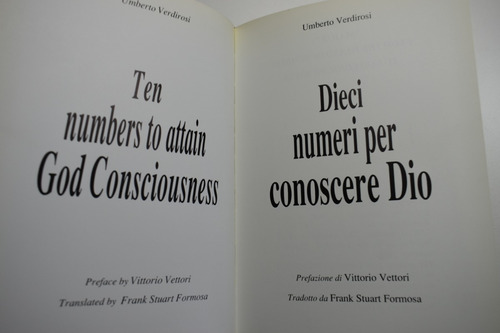 Umberto Verdirosi
Ten
numbers to attain
God Consciousness
Preface by Vittorio Vettori
Translated by Frank Stuart Formosa
Umberto Verdirosi
Dieci
numeri per
conoscere Dio
Prefazione di Vittorio Vettori
Tradotto da Frank Stuart Formosa